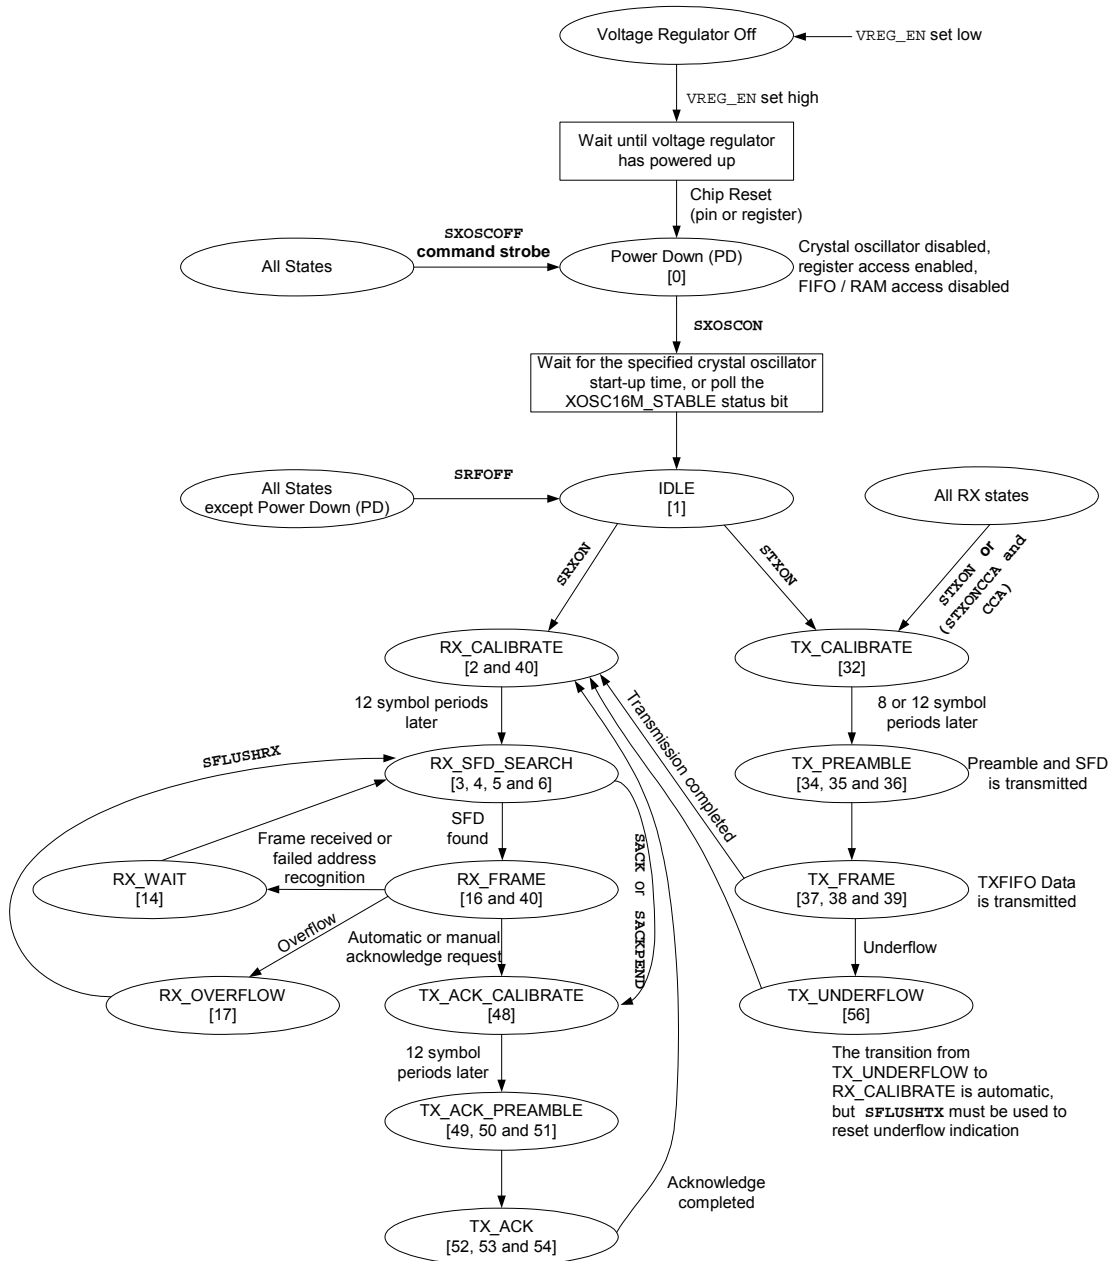 Voltage Regulator Off
VREG_EN set low
VREG_EN set high
Wait until voltage regulator
has powered up
Chip Reset
(pin or register)
SXOSCOFF
command strobe
All States
Power Down (PD)
[0]
Crystal oscillator disabled,
register access enabled,
FIFO / RAM access disabled
SXOSCON
Wait for the specified crystal oscillator
start-up time, or poll the
XOSC16M_STABLE status bit
All States
except Power Down (PD)
SRFOFF
IDLE
[1]
All RX states
SRXON
STXON
STXON or
(STXONCCA and
CCA)
RX_CALIBRATE
[2 and 40]
TX_CALIBRATE
[32]
12 symbol periods
later
Transmission completed
8 or 12 symbol
periods later
SFLUSHRX
RX_SFD_SEARCH
[3, 4, 5 and 6]
TX_PREAMBLE
[34, 35 and 36]
Preamble and SFD
is transmitted
SFD
found
Frame received or
failed address
recognition
SACK or SACKPEND
RX_WAIT
[14]
RX_FRAME
[16 and 40]
TX_FRAME
[37, 38 and 39]
TXFIFO Data
is transmitted
Overflow
Automatic or manual
acknowledge request
Underflow
RX_OVERFLOW
[17]
TX_ACK_CALIBRATE
[48]
TX_UNDERFLOW
[56]
12 symbol
periods later
The transition from
TX_UNDERFLOW to
RX_CALIBRATE is automatic,
but SFLUSHTX must be used to
reset underflow indication
TX_ACK_PREAMBLE
[49, 50 and 51]
Acknowledge
completed
TX_ACK
[52, 53 and 54]